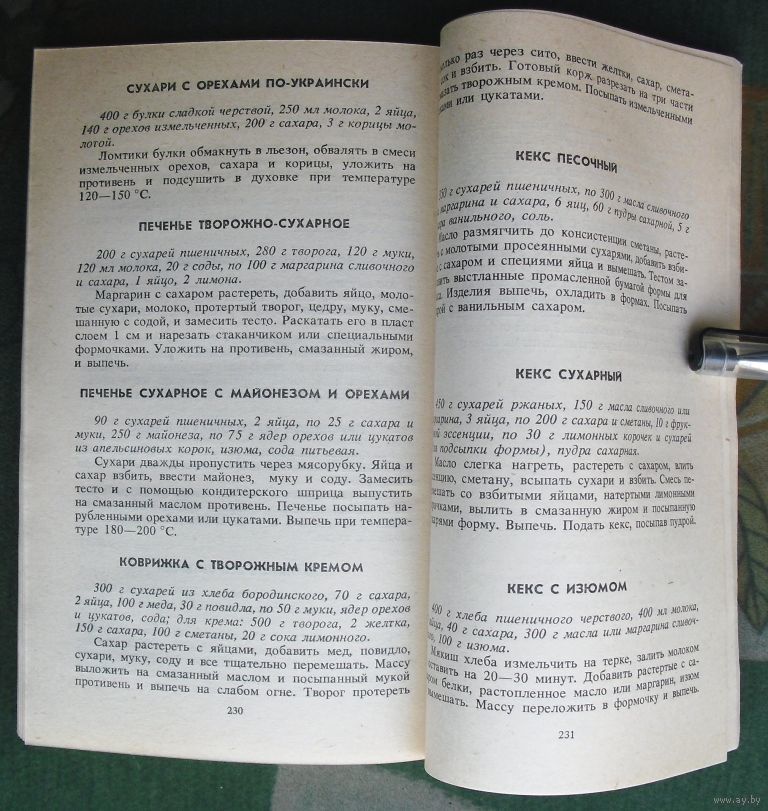 СУХАРИ С ОРЕХАМИ ПО-УКРАИНСКИ
400 г булки сладкой черствой, 250 мл молока, 2 яйца,
140 г орехов измельченных, 200 г сахара, 3 г корицы мо-
лотой.
Ломтики булки обмакнуть в льезон, обвалять в смеси
измельченных орехов, сахара и корицы, уложить на
противень и подсушить в духовке при температуре
120—150 °С.
ПЕЧЕНЬЕ ТВОРОЖНО-СУХАРНОЕ
200 г сухарей пшеничных, 280 г творога, 120 г муки,
120 мл молока, 20 г соды, по 100 г маргарина сливочного
и сахара, 1 яйцо, 2 лимона.
Маргарин с сахаром растереть, добавить яйцо, моло-
тые сухари, молоко, протертый творог, цедру, муку, сме-
шанную с содой, и замесить тесто. Раскатать его в пласт
слоем 1 см и нарезать стаканчиком или специальными
формочками. Уложить на противень, смазанный жиром,
и выпечь.
ПЕЧЕНЬЕ СУХАРНОЕ С МАЙОНЕЗОМ И ОРЕХАМИ
90 г сухарей пшеничных, 2 яйца, по 25 г сахара и
муки, 250 г майонеза, по 75 г ядер орехов или цукатов
из апельсиновых корок, изюма, сода питьевая.
Сухари дважды пропустить через мясорубку. Яйца и
сахар взбить, ввести майонез, муку и соду. Замесить
тесто и с помощью кондитерского шприца выпустить
на смазанный маслом противень. Печенье посыпать на-
рубленными орехами или цукатами. Выпечь при темпера-
туре 180—200 °С.
КОВРИЖКА С ТВОРОЖНЫМ КРЕМОМ
300 г сухарей из хлеба бородинского, 70 г сахара,
2 яйца, 100 г меда, 30 г повидла, по 50 г муки, ядер орехов
и цукатов, сода; для крема: 500 г творога, 2 желтка,
150 г сахара, 100 г сметаны, 20 г сока лимонного.
Сахар растереть с яйцами, добавить мед, повидло,
сухари, муку, соду и все тщательно перемешать. Массу
выложить на смазанный маслом и посыпанный мукой
противень и выпечь на слабом огне. Творог протереть
230
раз через сито, ввести желтки, сахар, смета-
и взбить. Готовый корж разрезать на три части
творожным кремом. Посыпать измельченными
или цукатами.
КЕКС ПЕСОЧНЫЙ
г сухарей пшеничных, по 300 г масла сливочного
маргарина и сахара, 6 яиц, 60 г пудры сахарной, 5 г
ванильного, соль.
Масло размягчить до консистенции сметаны, расте-
с молотыми просеянными сухарями, добавить взби-
с сахаром и специями яйца и вымешать. Тестом за-
выстланные промасленной бумагой формы для
Изделия выпечь, охладить в формах. Посыпать
с ванильным сахаром.
КЕКС СУХАРНЫЙ
г сухарей ржаных, 150 г масла сливочного или
3 яйца, по 200 г сахара и сметаны, 10 г фрук-
эссенции, по 30 г лимонных корочек и сухарей
подсыпки формы), пудра сахарная.
Масло слегка нагреть, растереть с сахаром, влить
сметану, всыпать сухари и взбить. Смесь пе-
со взбитыми яйцами, натертыми лимонными
вылить в смазанную жиром и посыпанную
форму. Выпечь. Подать кекс, посыпав пудрой.
КЕКС С ИЗЮМОМ
400 г хлеба пшеничного черствого, 400 мл молока,
40 г сахара, 300 г масла или маргарина сливоч-
100 г изюма.
Мякиш хлеба измельчить на терке, залить молоком
на 20—30 минут. Добавить растертые с са-
белки, растопленное масло или маргарин, изюм
Массу переложить в формочку и выпечь.
231
www.ay.by